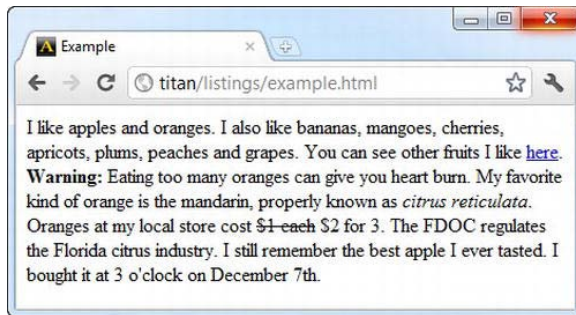 Example
titan/listings/example.html
I like apples and oranges. I also like bananas, mangoes, cherries,
apricots, plums, peaches and grapes. You can see other fruits I like here.
Warning: Eating too many oranges can give you heart burn. My favorite
kind of orange is the mandarin, properly known as citrus reticulata.
Oranges at my local store cost $1 each $2 for 3. The FDOC regulates
the Florida citrus industry. I still remember the best apple I ever tasted. I
bought it at 3 o'clock on December 7th.